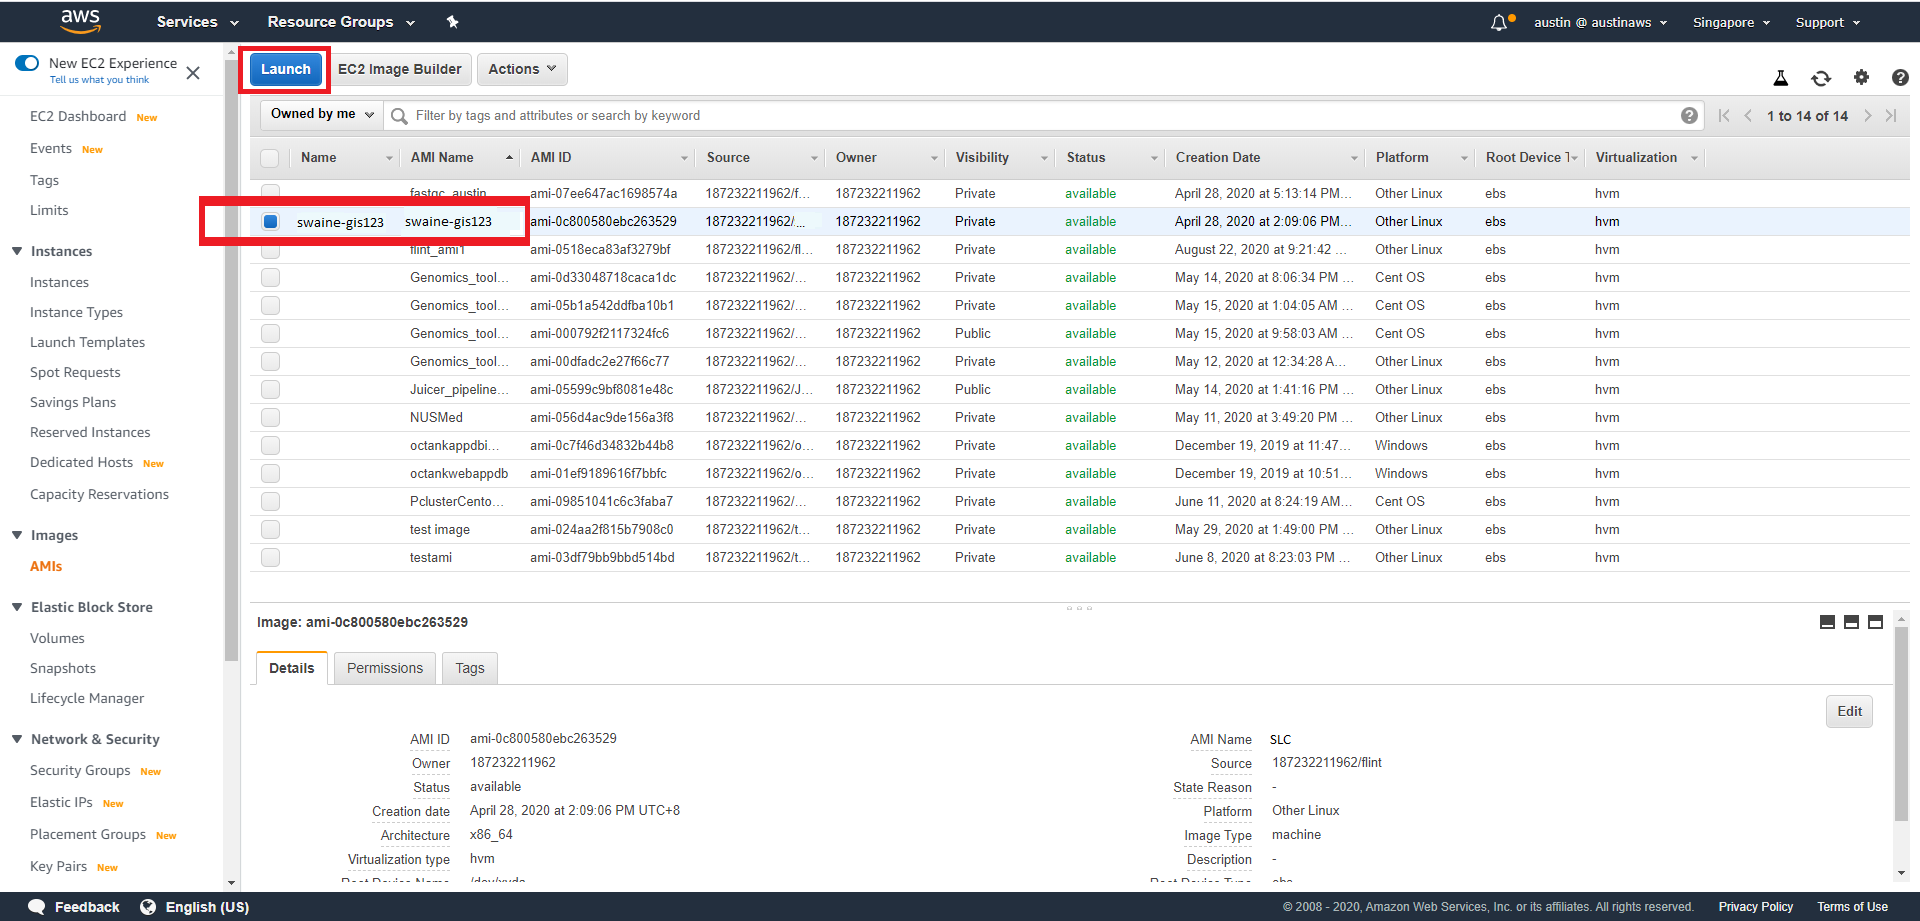 aws Services Resource Groups austin @ austinaws Singapore Support
New EC2 Experience
Tell us what you think
EC2 Dashboard New
Events New
Tags
Limits
Instances
Instances
Instance Types
Launch Templates
Spot Requests
Savings Plans
Reserved Instances
Dedicated Hosts New
Capacity Reservations
Images
AMIs
Elastic Block Store
Volumes
Snapshots
Lifecycle Manager
Network & Security
Security Groups New
Elastic IPs New
Placement Groups New
Key Pairs New
Launch EC2 Image Builder Actions
Owned by me Filter by tags and attributes or search by keyword 1 to 14 of 14
Name AMI Name AMI ID Source Owner Visibility Status Creation Date Platform Root Device T Virtualization
fastqc_austin ami-07ee647ac1698574a 187232211962/f... 187232211962 Private available April 28, 2020 at 5:13:14 PM... Other Linux ebs hvm
swaine-gis123 swaine-gis123 ami-0c800580ebc263529 187232211962/... 187232211962 Private available April 28, 2020 at 2:09:06 PM... Other Linux ebs hvm
flint_ami1 ami-0518eca83af3279bf 187232211962/fl... 187232211962 Private available August 22, 2020 at 9:21:42 ... Other Linux ebs hvm
Genomics_tool... ami-0d33048718caca1dc 187232211962/... 187232211962 Private available May 14, 2020 at 8:06:34 PM ... Cent OS ebs hvm
Genomics_tool... ami-05b1a542ddfba10b1 187232211962/... 187232211962 Private available May 15, 2020 at 1:04:05 AM ... Cent OS ebs hvm
Genomics_tool... ami-000792f2117324fc6 187232211962/... 187232211962 Public available May 15, 2020 at 9:58:03 AM ... Cent OS ebs hvm
Genomics_tool... ami-00dfadc2e27f66c77 187232211962/... 187232211962 Private available May 12, 2020 at 12:34:28 A... Other Linux ebs hvm
Juicer_pipeline... ami-05599c9bf8081e48c 187232211962/J... 187232211962 Public available May 14, 2020 at 1:41:16 PM ... Other Linux ebs hvm
NUSMed ami-056d4ac9de156a3f8 187232211962/... 187232211962 Private available May 11, 2020 at 3:49:20 PM ... Other Linux ebs hvm
octankappdbi... ami-0c7f46d34832b44b8 187232211962/o... 187232211962 Private available December 19, 2019 at 11:47... Windows ebs hvm
octankwebappdb ami-01ef9189616f7bbfc 187232211962/o... 187232211962 Private available December 19, 2019 at 10:51... Windows ebs hvm
PclusterCento... ami-09851041c6c3faba7 187232211962/... 187232211962 Private available June 11, 2020 at 8:24:19 AM... Cent OS ebs hvm
test image ami-024aa2f815b7908c0 187232211962/t... 187232211962 Private available May 29, 2020 at 1:49:00 PM ... Other Linux ebs hvm
testami ami-03df79bb9bbd514bd 187232211962/t... 187232211962 Private available June 8, 2020 at 8:23:03 PM ... Other Linux ebs hvm
Image: ami-0c800580ebc263529
Details Permissions Tags
Edit
AMI ID ami-0c800580ebc263529 AMI Name SLC
Owner 187232211962 Source 187232211962/flint
Status available State Reason -
Creation date April 28, 2020 at 2:09:06 PM UTC+8 Platform Other Linux
Architecture x86_64 Image Type machine
Virtualization type hvm Description -
Root Device Name /dev/xvda Root Device Type ebs
Feedback English (US) © 2008 - 2020, Amazon Web Services, Inc. or its affiliates. All rights reserved. Privacy Policy Terms of Use